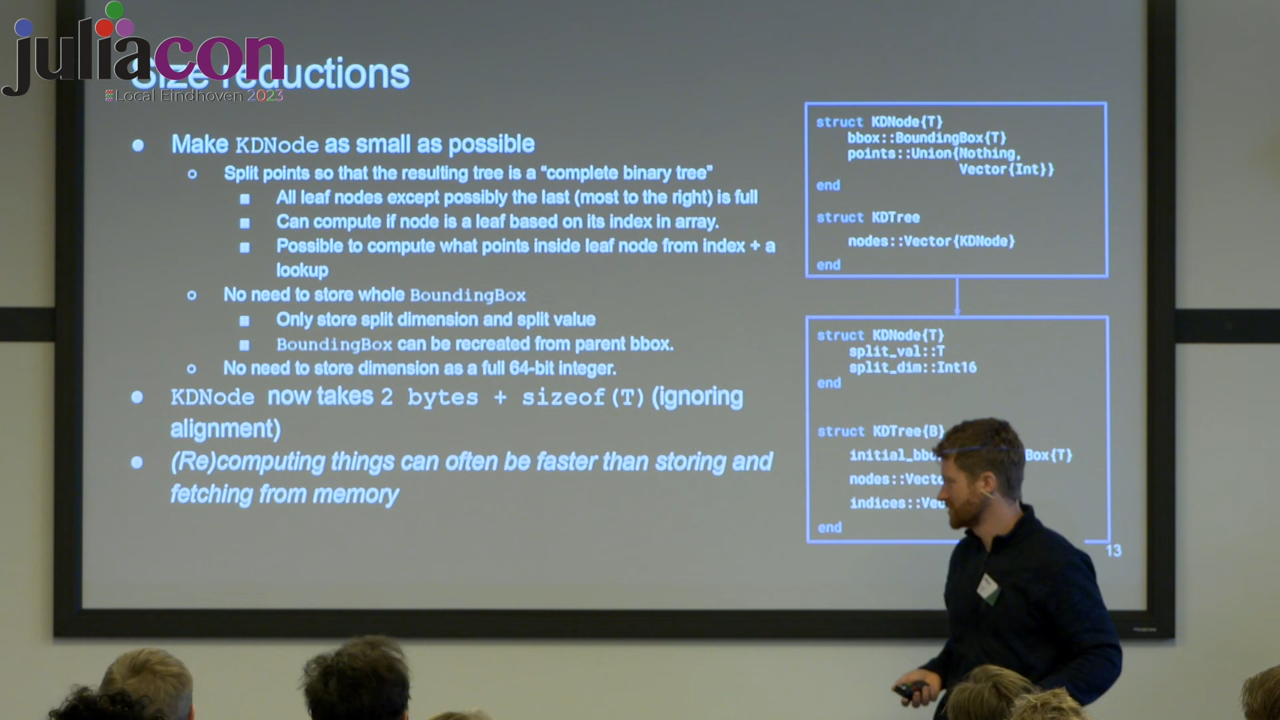 juliacon
Local Eindhoven 2023
Size reductions
● Make KDNode as small as possible
○ Split points so that the resulting tree is a “complete binary tree”
■ All leaf nodes except possibly the last (most to the right) is full
■ Can compute if node is a leaf based on its index in array.
■ Possible to compute what points inside leaf node from index + a
lookup
○ No need to store whole BoundingBox
■ Only store split dimension and split value
■ BoundingBox can be recreated from parent bbox.
○ No need to store dimension as a full 64-bit integer.
● KDNode now takes 2 bytes + sizeof(T) (ignoring
alignment)
● (Re)computing things can often be faster than storing and
fetching from memory
struct KDNode{T}
bbox::BoundingBox{T}
points::Union{Nothing,
Vector{Int}}
end
struct KDTree
nodes::Vector{KDNode}
end
struct KDNode{T}
split_val::T
split_dim::Int16
end
struct KDTree{B}
initial_bb Box{T}
nodes::Vect
indices::Ve
end
13